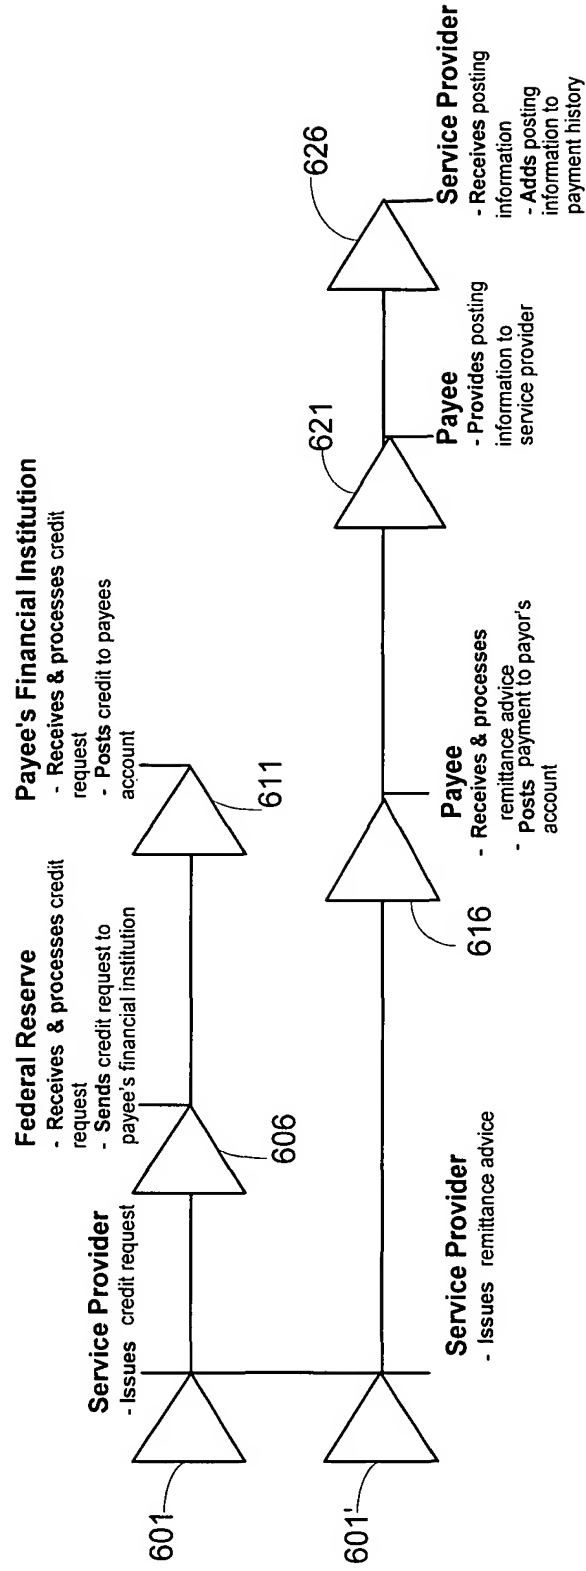 Service Provider
- Issues credit request
Federal Reserve
- Receives & processes credit
request
- Sends credit request to
payee's financial institution
Payee's Financial Institution
- Receives & processes credit
request
- Posts credit to payees
account
601
606
611
601'
616
621
626
Service Provider
- Issues remittance advice
Payee
- Receives & processes
remittance advice
- Posts payment to payor's
account
Payee
- Provides posting
information to
service provider
Service Provider
- Receives posting
information
- Adds posting
information to
payment history